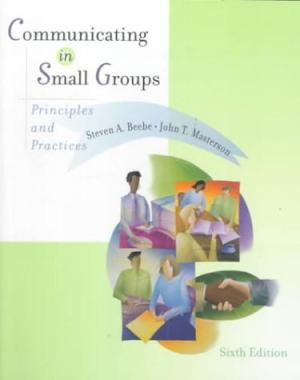 Communicating
in
Small Groups
Principles
and
Practices
Steven A. Beebe • John T. Masterson
Sixth Edition